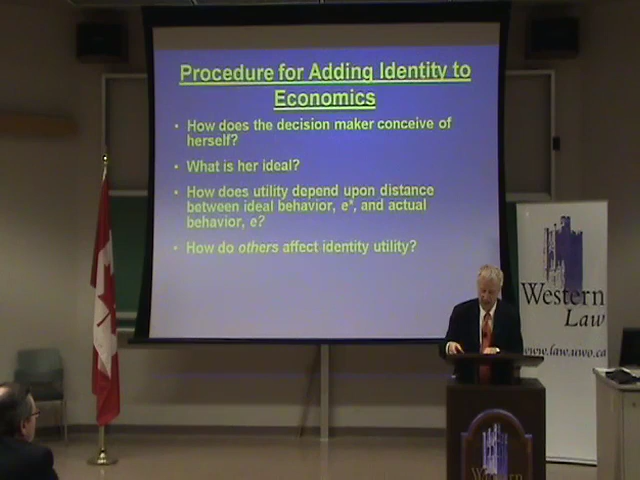 Procedure for Adding Identity to
Economics
• How does the decision maker conceive of
herself?
• What is her ideal?
• How does utility depend upon distance
between ideal behavior, e*, and actual
behavior, e?
• How do others affect identity utility?
Western
Law
www.law.uwo.ca
Western